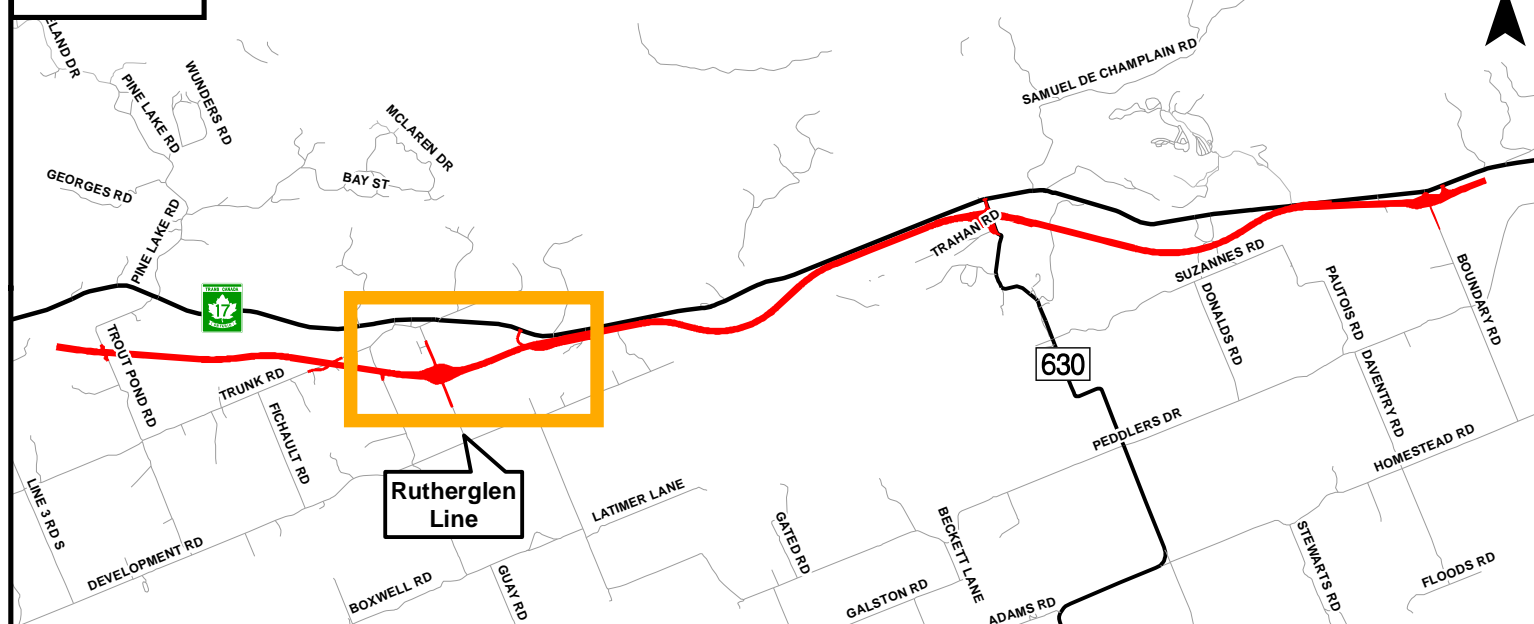 ELAND DR
PINE LAKE RD
WUNDERS RD
MCLAREN DR
BAY ST
GEORGES RD
PINE LAKE RD
SAMUEL DE CHAMPLAIN RD
TRANS CANADA
17
ONTARIO
TRAHAN RD
SUZANNES RD
DONALDS RD
PAUTOIS RD
BOUNDARY RD
TROUT POND RD
TRUNK RD
FICHAULT RD
630
DAVENTRY RD
PEDDLERS DR
HOMESTEAD RD
Rutherglen
Line
LINE 3 RD S
DEVELOPMENT RD
LATIMER LANE
BOXWELL RD
GUAY RD
GATED RD
BECKETT LANE
GALSTON RD
ADAMS RD
STEWARTS RD
FLOODS RD